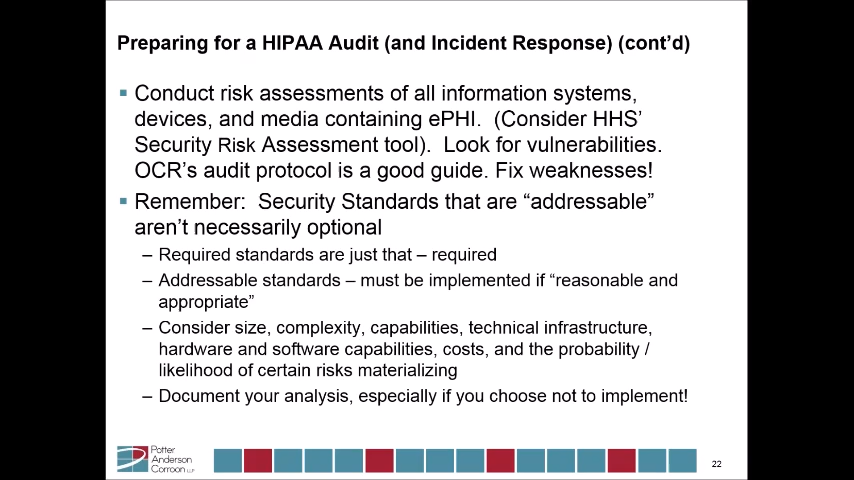 Preparing for a HIPAA Audit (and Incident Response) (cont’d)
▪ Conduct risk assessments of all information systems,
devices, and media containing ePHI.  (Consider HHS’
Security Risk Assessment tool).  Look for vulnerabilities.
OCR’s audit protocol is a good guide. Fix weaknesses!
▪ Remember:  Security Standards that are “addressable”
aren’t necessarily optional
– Required standards are just that – required
– Addressable standards – must be implemented if “reasonable and
appropriate”
– Consider size, complexity, capabilities, technical infrastructure,
hardware and software capabilities, costs, and the probability /
likelihood of certain risks materializing
– Document your analysis, especially if you choose not to implement!
Potter
Anderson
Corroon LLP
22